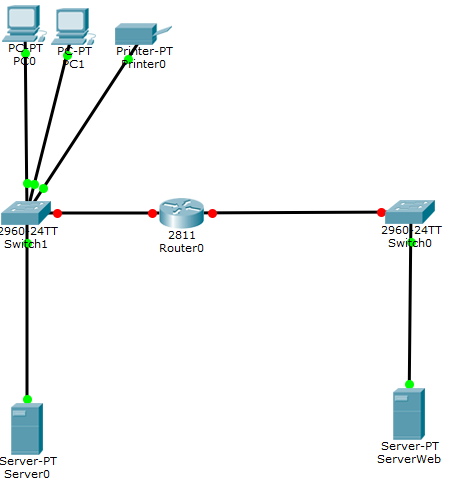 PC-PT
PC0
PC-PT
PC1
Printer-PT
Printer0
2960-24TT
Switch1
2811
Router0
2960-24TT
Switch0
Server-PT
Server0
Server-PT
ServerWeb